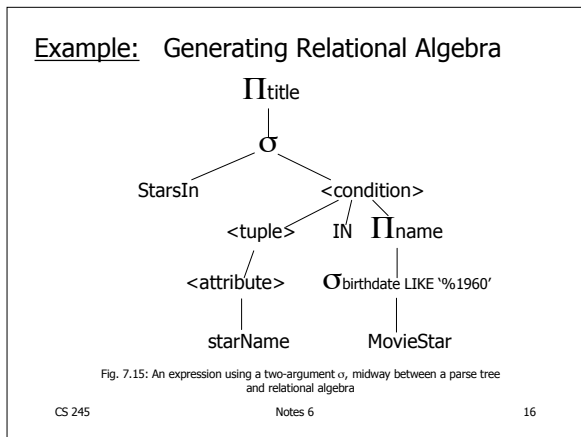 Example: Generating Relational Algebra
Πtitle
σ
StarsIn <condition>
<tuple> IN Πname
<attribute> σbirthdate LIKE ‘%1960’
starName MovieStar
Fig. 7.15: An expression using a two-argument σ, midway between a parse tree
and relational algebra
CS 245 Notes 6 16